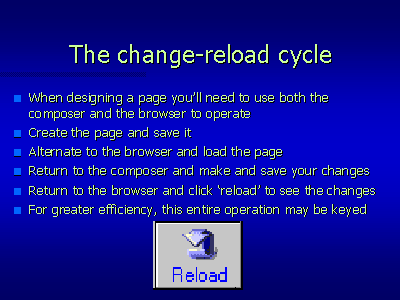 The change-reload cycle
When designing a page you'll need to use both the
composer and the browser to operate
Create the page and save it
Alternate to the browser and load the page
Return to the composer and make and save your changes
Return to the browser and click ‘reload’ to see the changes
For greater efficiency, this entire operation may be keyed
Reload